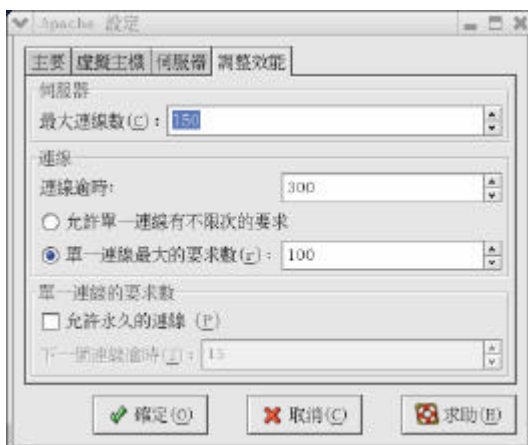 Apache 設定
主要 虛擬主機 伺服器 調整效能
伺服器
最大連線數(C)： 150
連線
連線逾時： 300
允許單一連線有不限次的要求
單一連線最大的要求數(r)： 100
單一連線的要求數
允許永久的連線 (P)
下一個連線逾時(T)： 15
確定(O) 取消(C) 求助(H)